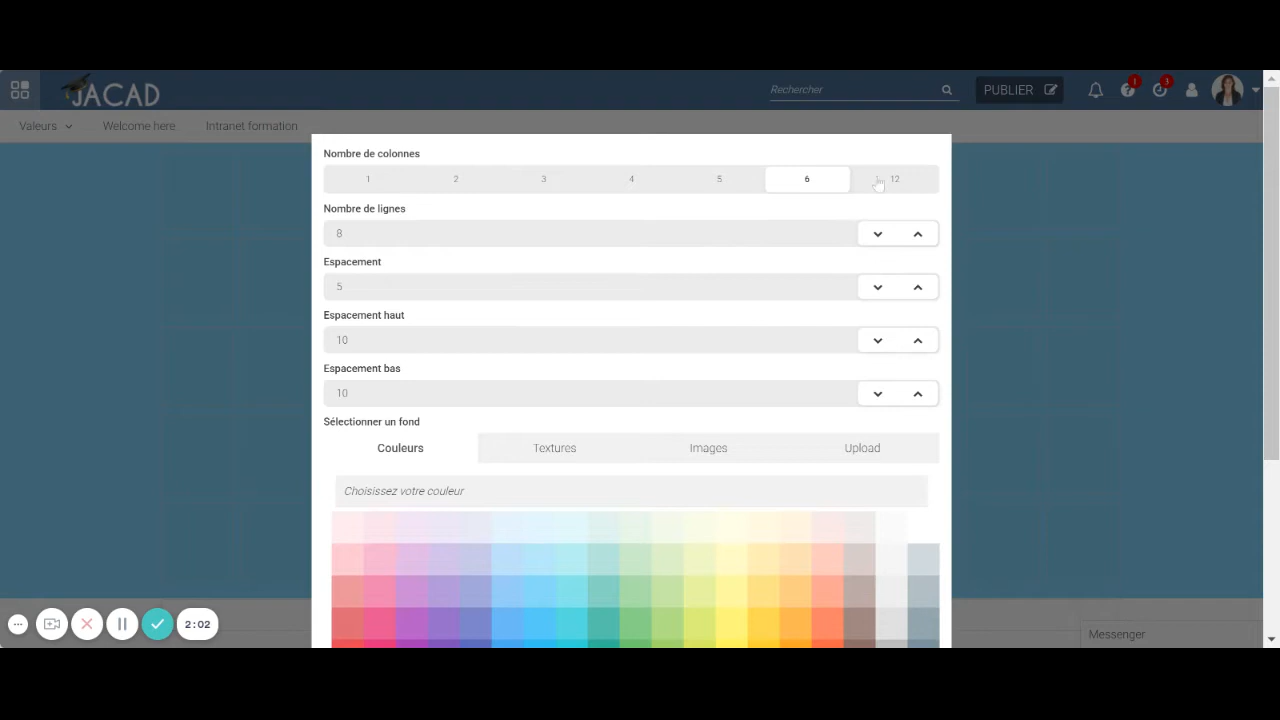 JACAD
Rechercher
PUBLIER
1
3
Valeurs
Welcome here
Intranet formation
Nombre de colonnes
1 2 3 4 5 6 12
Nombre de lignes
8
Espacement
5
Espacement haut
10
Espacement bas
10
Sélectionner un fond
Couleurs Textures Images Upload
Choisissez votre couleur
2:02
Messenger